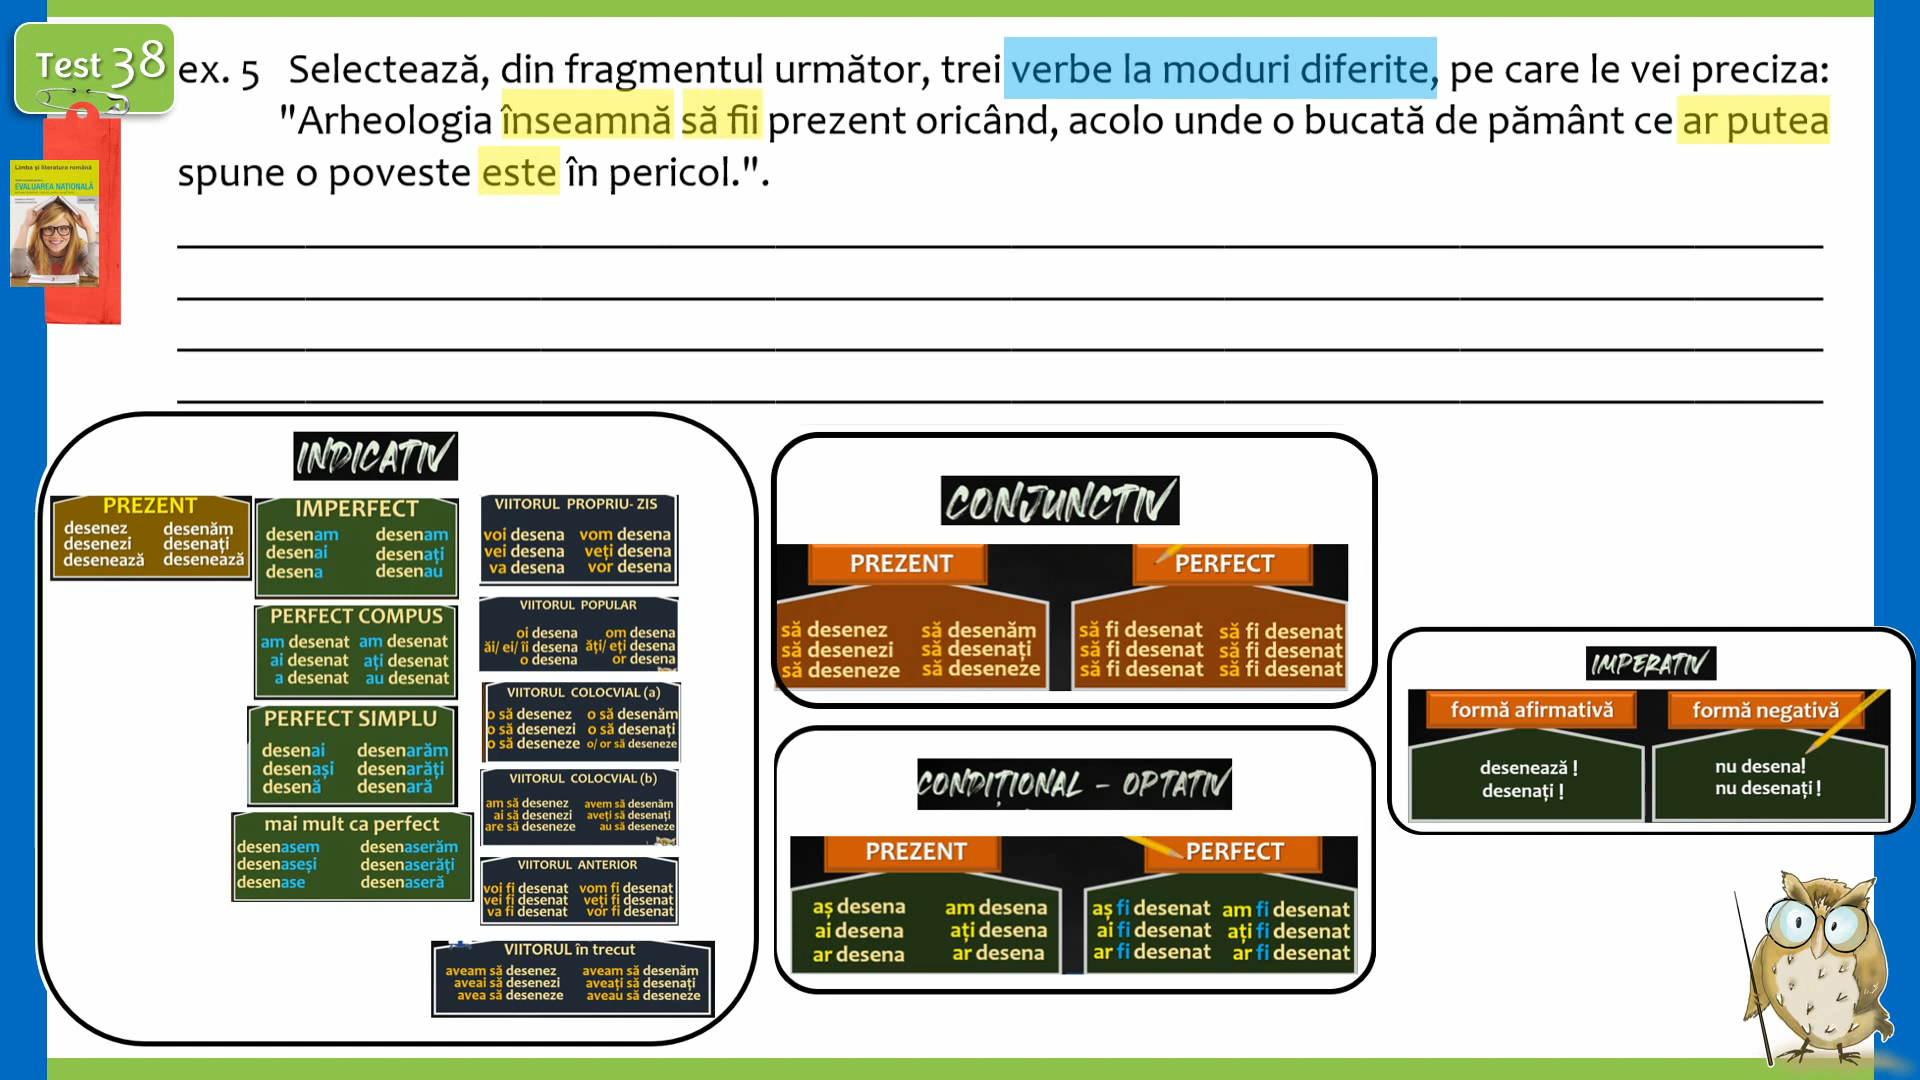 Test 38
ex. 5 Selectează, din fragmentul următor, trei verbe la moduri diferite, pe care le vei preciza:
"Arheologia înseamnă să fii prezent oricând, acolo unde o bucată de pământ ce ar putea
spune o poveste este în pericol.".
Limba și literatura română
EVALUAREA NAȚIONALĂ
INDICATIV
PREZENT
desenez desenăm
desenezi desenați
desenează desenează
IMPERFECT
desenam desenam
desenai desenați
desena desenau
PERFECT COMPUS
am desenat am desenat
ai desenat ați desenat
a desenat au desenat
PERFECT SIMPLU
desenai desenarăm
desenași desenarăți
desenă desenară
mai mult ca perfect
desenasem desenaserăm
desenaseși desenaserăți
desenase desenaseră
VIITORUL PROPRIU- ZIS
voi desena vom desena
vei desena veți desena
va desena vor desena
VIITORUL POPULAR
oi desena om desena
ăi/ ei/ îi desena ăți/ eți desena
o desena or desena
VIITORUL COLOCVIAL (a)
o să desenez o să desenăm
o să desenezi o să desenați
o să deseneze o/ or să deseneze
VIITORUL COLOCVIAL (b)
am să desenez avem să desenăm
ai să desenezi aveți să desenați
are să deseneze au să deseneze
VIITORUL ANTERIOR
voi fi desenat vom fi desenat
vei fi desenat veți fi desenat
va fi desenat vor fi desenat
VIITORUL în trecut
aveam să desenez aveam să desenăm
aveai să desenezi aveați să desenați
avea să deseneze aveau să deseneze
CONJUNCTIV
PREZENT
să desenez să desenăm
să desenezi să desenați
să deseneze să deseneze
PERFECT
să fi desenat să fi desenat
să fi desenat să fi desenat
să fi desenat să fi desenat
CONDIȚIONAL - OPTATIV
PREZENT
aș desena am desena
ai desena ați desena
ar desena ar desena
PERFECT
aș fi desenat am fi desenat
ai fi desenat ați fi desenat
ar fi desenat ar fi desenat
IMPERATIV
formă afirmativă
desenează !
desenați !
formă negativă
nu desena!
nu desenați !